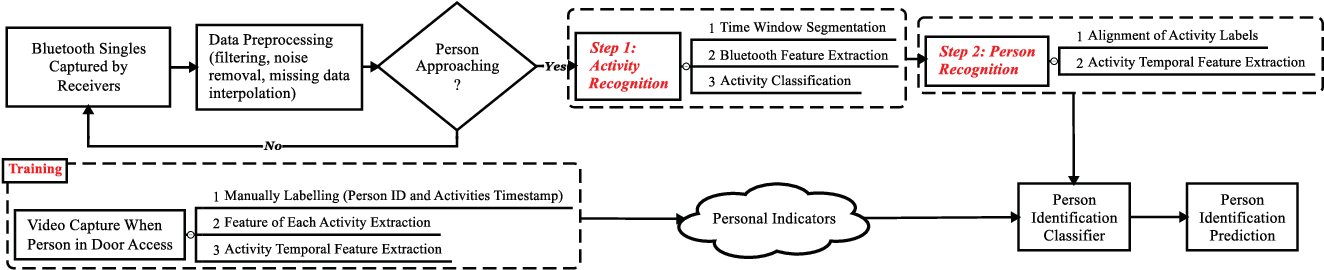 Bluetooth Singles
Captured by
Receivers
Data Preprocessing
(filtering, noise
removal, missing data
interpolation)
Person
Approaching
?
Yes
No
Step 1:
Activity
Recognition
1 Time Window Segmentation
2 Bluetooth Feature Extraction
3 Activity Classification
Step 2: Person
Recognition
1 Alignment of Activity Labels
2 Activity Temporal Feature Extraction
Training
Video Capture When
Person in Door Access
1 Manually Labelling (Person ID and Activities Timestamp)
2 Feature of Each Activity Extraction
3 Activity Temporal Feature Extraction
Personal Indicators
Person
Identification
Classifier
Person
Identification
Prediction